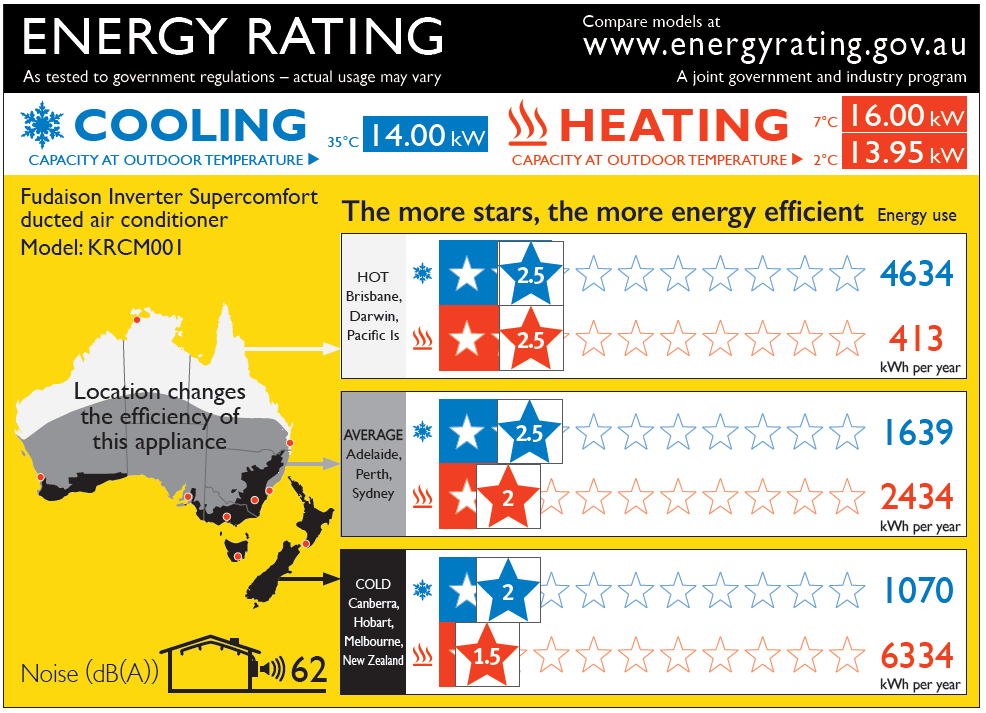 ENERGY RATING
As tested to government regulations – actual usage may vary
Compare models at
www.energyrating.gov.au
A joint government and industry program
COOLING
CAPACITY AT OUTDOOR TEMPERATURE
35°C 14.00 kW
HEATING
CAPACITY AT OUTDOOR TEMPERATURE
7°C 16.00 kW
2°C 13.95 kW
Fudaison Inverter Supercomfort
ducted air conditioner
Model: KRCM001
The more stars, the more energy efficient Energy use
HOT
Brisbane,
Darwin,
Pacific Is
2.5 4634
2.5 413
kWh per year
Location changes
the efficiency of
this appliance
AVERAGE
Adelaide,
Perth,
Sydney
2.5 1639
2 2434
kWh per year
COLD
Canberra,
Hobart,
Melbourne,
New Zealand
2 1070
1.5 6334
kWh per year
Noise (dB(A)) 62